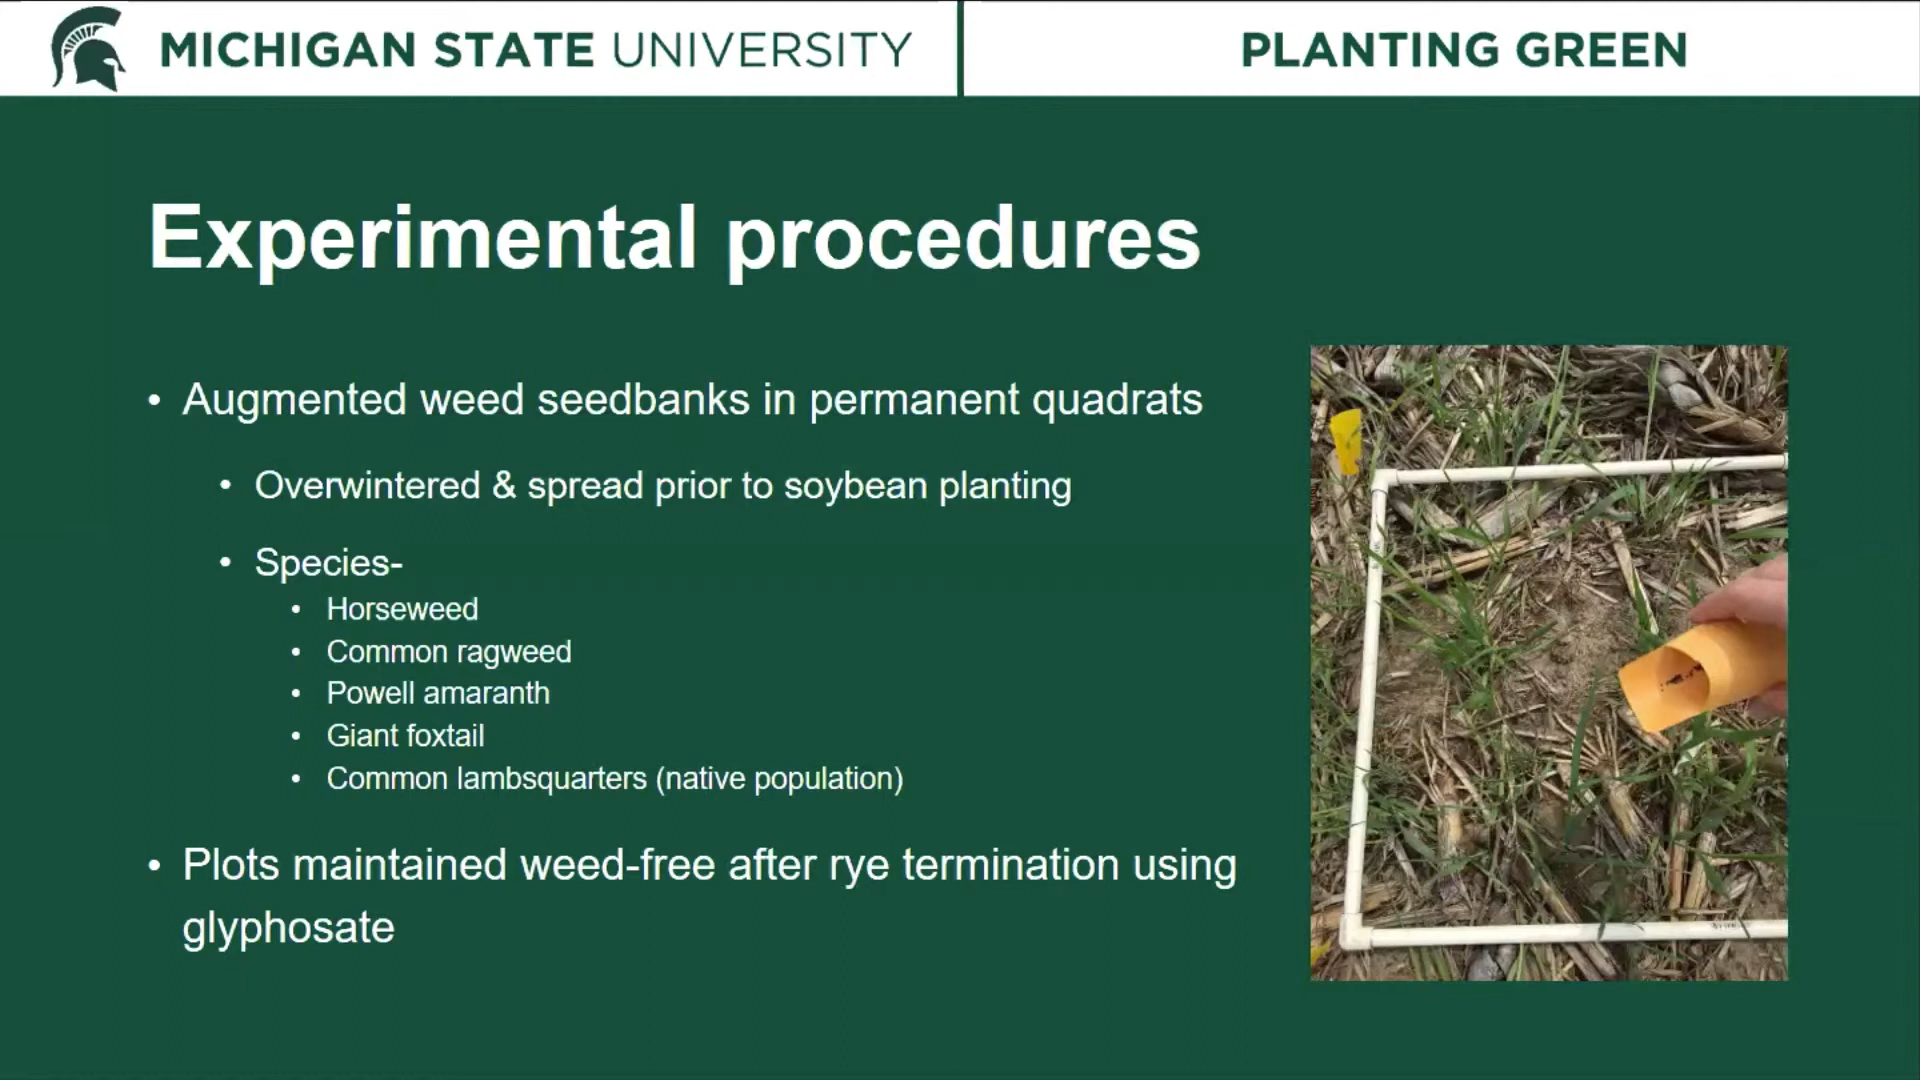 MICHIGAN STATE UNIVERSITY
PLANTING GREEN
Experimental procedures
• Augmented weed seedbanks in permanent quadrats
• Overwintered & spread prior to soybean planting
• Species-
• Horseweed
• Common ragweed
• Powell amaranth
• Giant foxtail
• Common lambsquarters (native population)
• Plots maintained weed-free after rye termination using
glyphosate